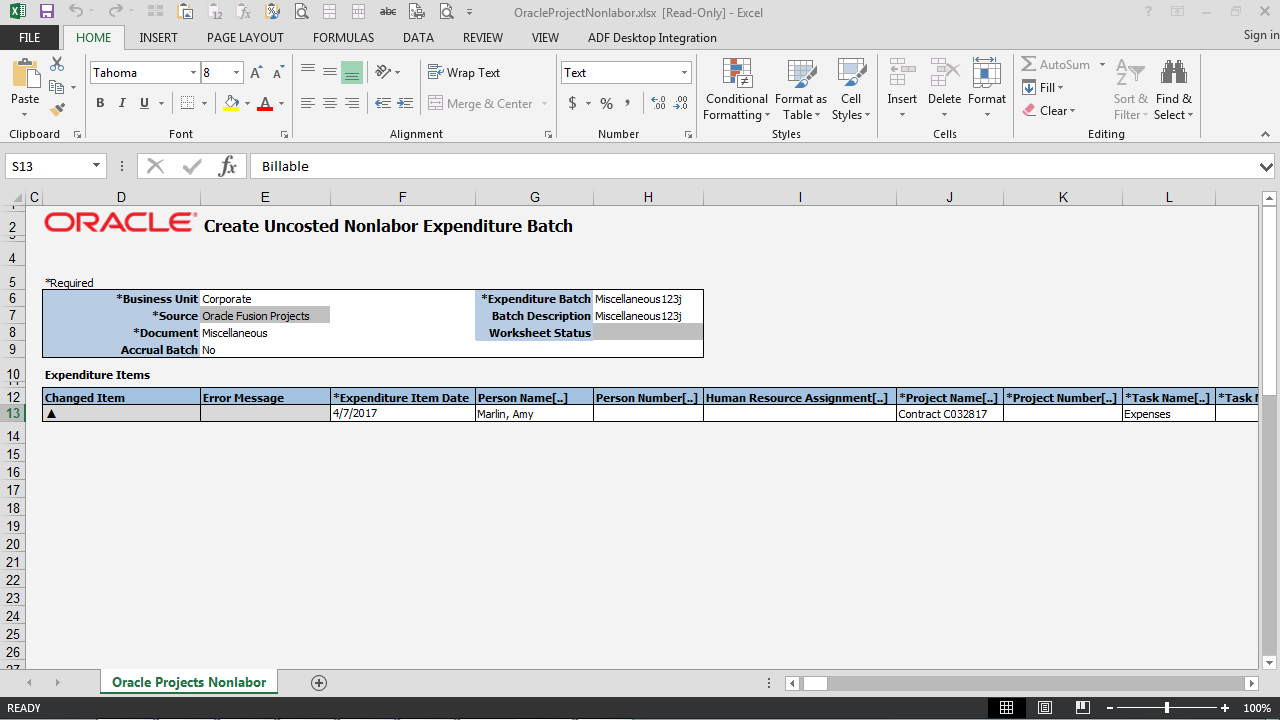 OracleProjectNonlabor.xlsx [Read-Only] - Excel
FILE HOME INSERT PAGE LAYOUT FORMULAS DATA REVIEW VIEW ADF Desktop Integration Sign in
Paste
Clipboard
Tahoma 8
B I U
Font
Wrap Text
Merge & Center
Alignment
Text
$ % ,
Number
Conditional Formatting
Format as Table
Cell Styles
Styles
Insert Delete Format
Cells
AutoSum
Fill
Clear
Sort & Filter
Find & Select
Editing
S13 fx Billable
C D E F G H I J K L
ORACLE Create Uncosted Nonlabor Expenditure Batch
*Required
*Business Unit Corporate *Expenditure Batch Miscellaneous123j
*Source Oracle Fusion Projects Batch Description Miscellaneous123j
*Document Miscellaneous Worksheet Status
Accrual Batch No
Expenditure Items
Changed Item Error Message *Expenditure Item Date Person Name[..] Person Number[..] Human Resource Assignment[..] *Project Name[..] *Project Number[..] *Task Name[..] *Task
▲ 4/7/2017 Marlin, Amy Contract C032817 Expenses
2
4
5
6
7
8
9
10
12
13
14
15
16
17
18
19
20
21
22
23
24
25
26
Oracle Projects Nonlabor
READY 100%